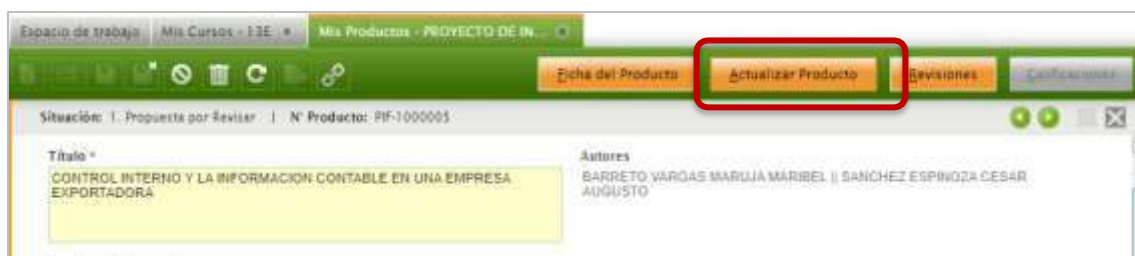 Espacio de trabajo Mis Cursos - 13E Mis Productos - PROYECTO DE IN...
Ficha del Producto Actualizar Producto Revisiones Calificaciones
Situación: 1. Propuesta por Revisar | N° Producto: PIF-1000005
Título * Autores
CONTROL INTERNO Y LA INFORMACION CONTABLE EN UNA EMPRESA BARRETO VARGAS MARUJA MARIBEL || SANCHEZ ESPINOZA CESAR
EXPORTADORA AUGUSTO